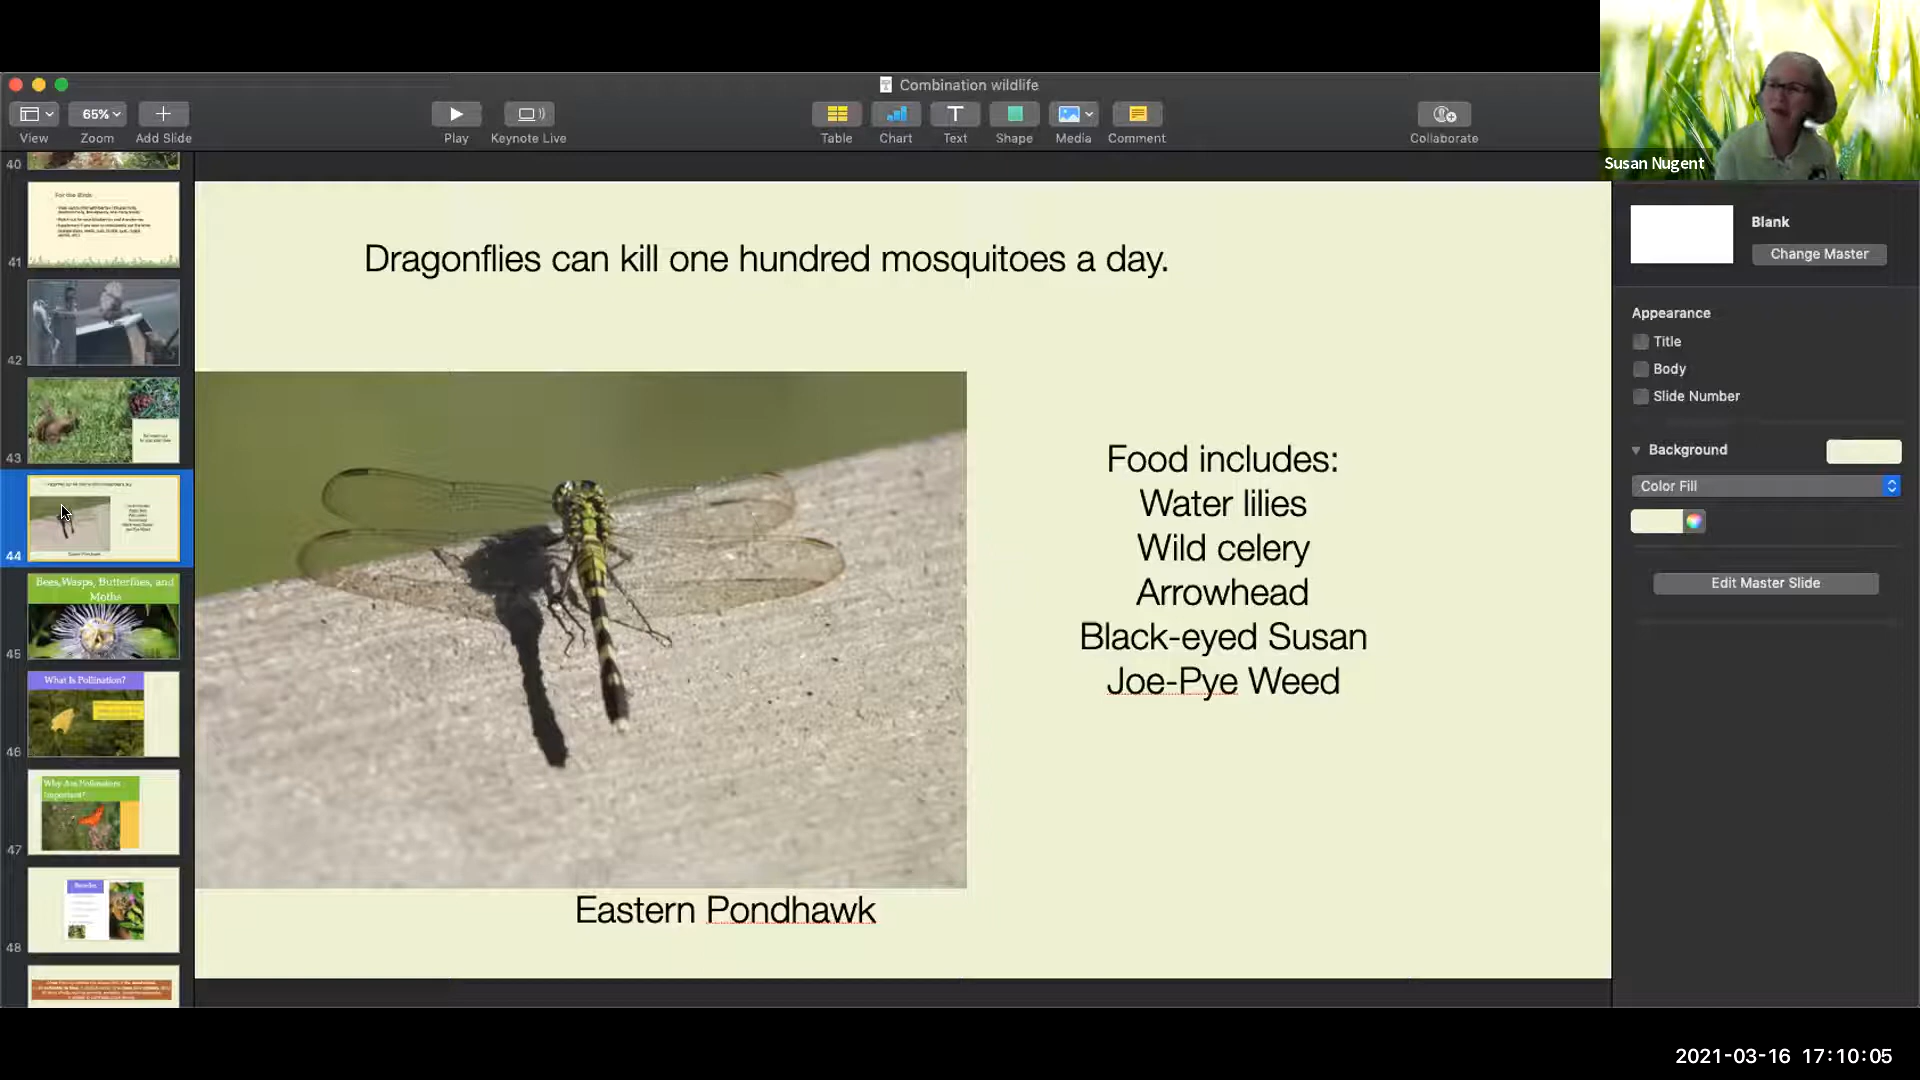 Combination wildlife
65%
View
Zoom
Add Slide
Play
Keynote Live
Table
Chart
Text
Shape
Media
Comment
Collaborate
Susan Nugent
40
For the Birds
41
42
43
44
Bees, Wasps, Butterflies, and
Moths
45
What Is Pollination?
46
Why Are Pollinators
Important?
47
48
Dragonflies can kill one hundred mosquitoes a day.
Food includes:
Water lilies
Wild celery
Arrowhead
Black-eyed Susan
Joe-Pye Weed
Eastern Pondhawk
Blank
Change Master
Appearance
Title
Body
Slide Number
Background
Color Fill
Edit Master Slide
2021-03-16 17:10:05